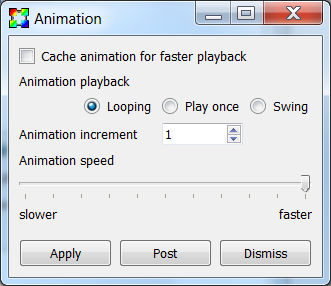 Animation
Cache animation for faster playback
Animation playback
Looping Play once Swing
Animation increment 1
Animation speed
slower faster
Apply Post Dismiss